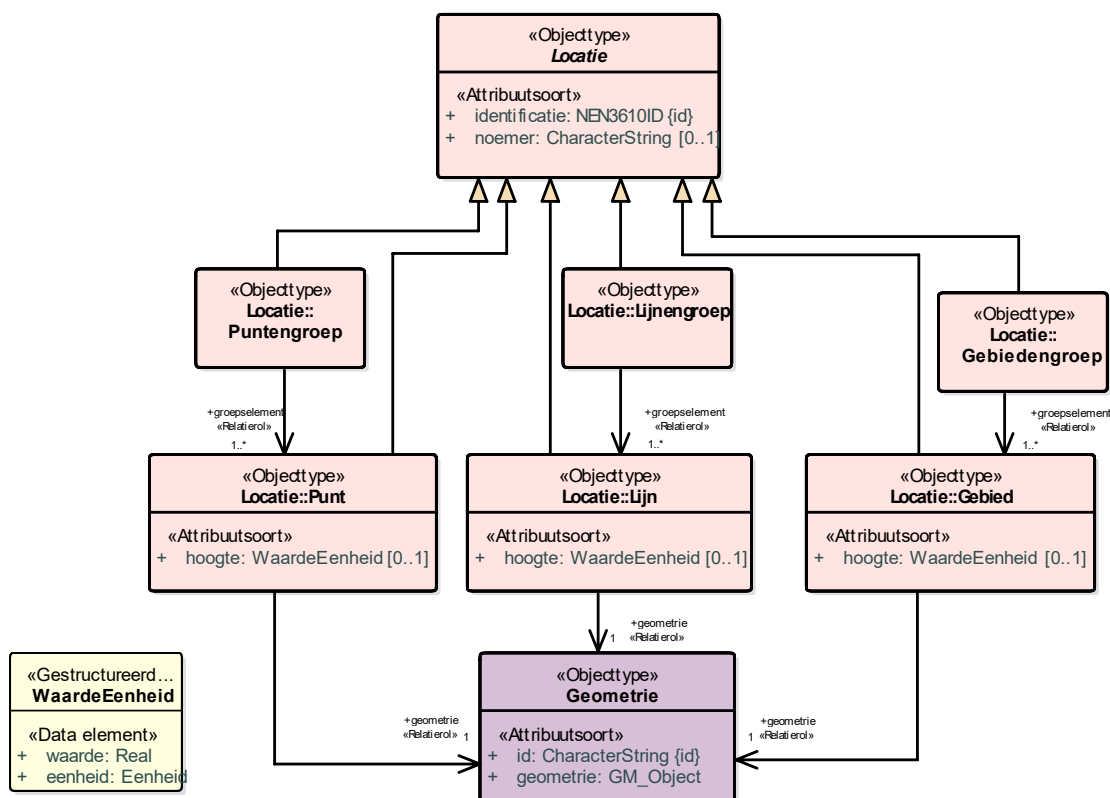 «Objecttype»
Locatie
«Attribuutsoort»
+ identificatie: NEN3610ID {id}
+ noemer: CharacterString [0..1]
«Objecttype»
Locatie::
Puntengroep
«Objecttype»
Locatie::Lijnengroep
«Objecttype»
Locatie::
Gebiedengroep
+groepselement
«Relatierol»
1..*
+groepselement
«Relatierol»
1..*
+groepselement
«Relatierol»
1..*
«Objecttype»
Locatie::Punt
«Attribuutsoort»
+ hoogte: WaardeEenheid [0..1]
«Objecttype»
Locatie::Lijn
«Attribuutsoort»
+ hoogte: WaardeEenheid [0..1]
«Objecttype»
Locatie::Gebied
«Attribuutsoort»
+ hoogte: WaardeEenheid [0..1]
+geometrie
1 «Relatierol»
«Gestructureerd...
WaardeEenheid
«Data element»
+ waarde: Real
+ eenheid: Eenheid
+geometrie
«Relatierol» 1
«Objecttype»
Geometrie
«Attribuutsoort»
+ id: CharacterString {id}
+ geometrie: GM_Object
+geometrie
1 «Relatierol»